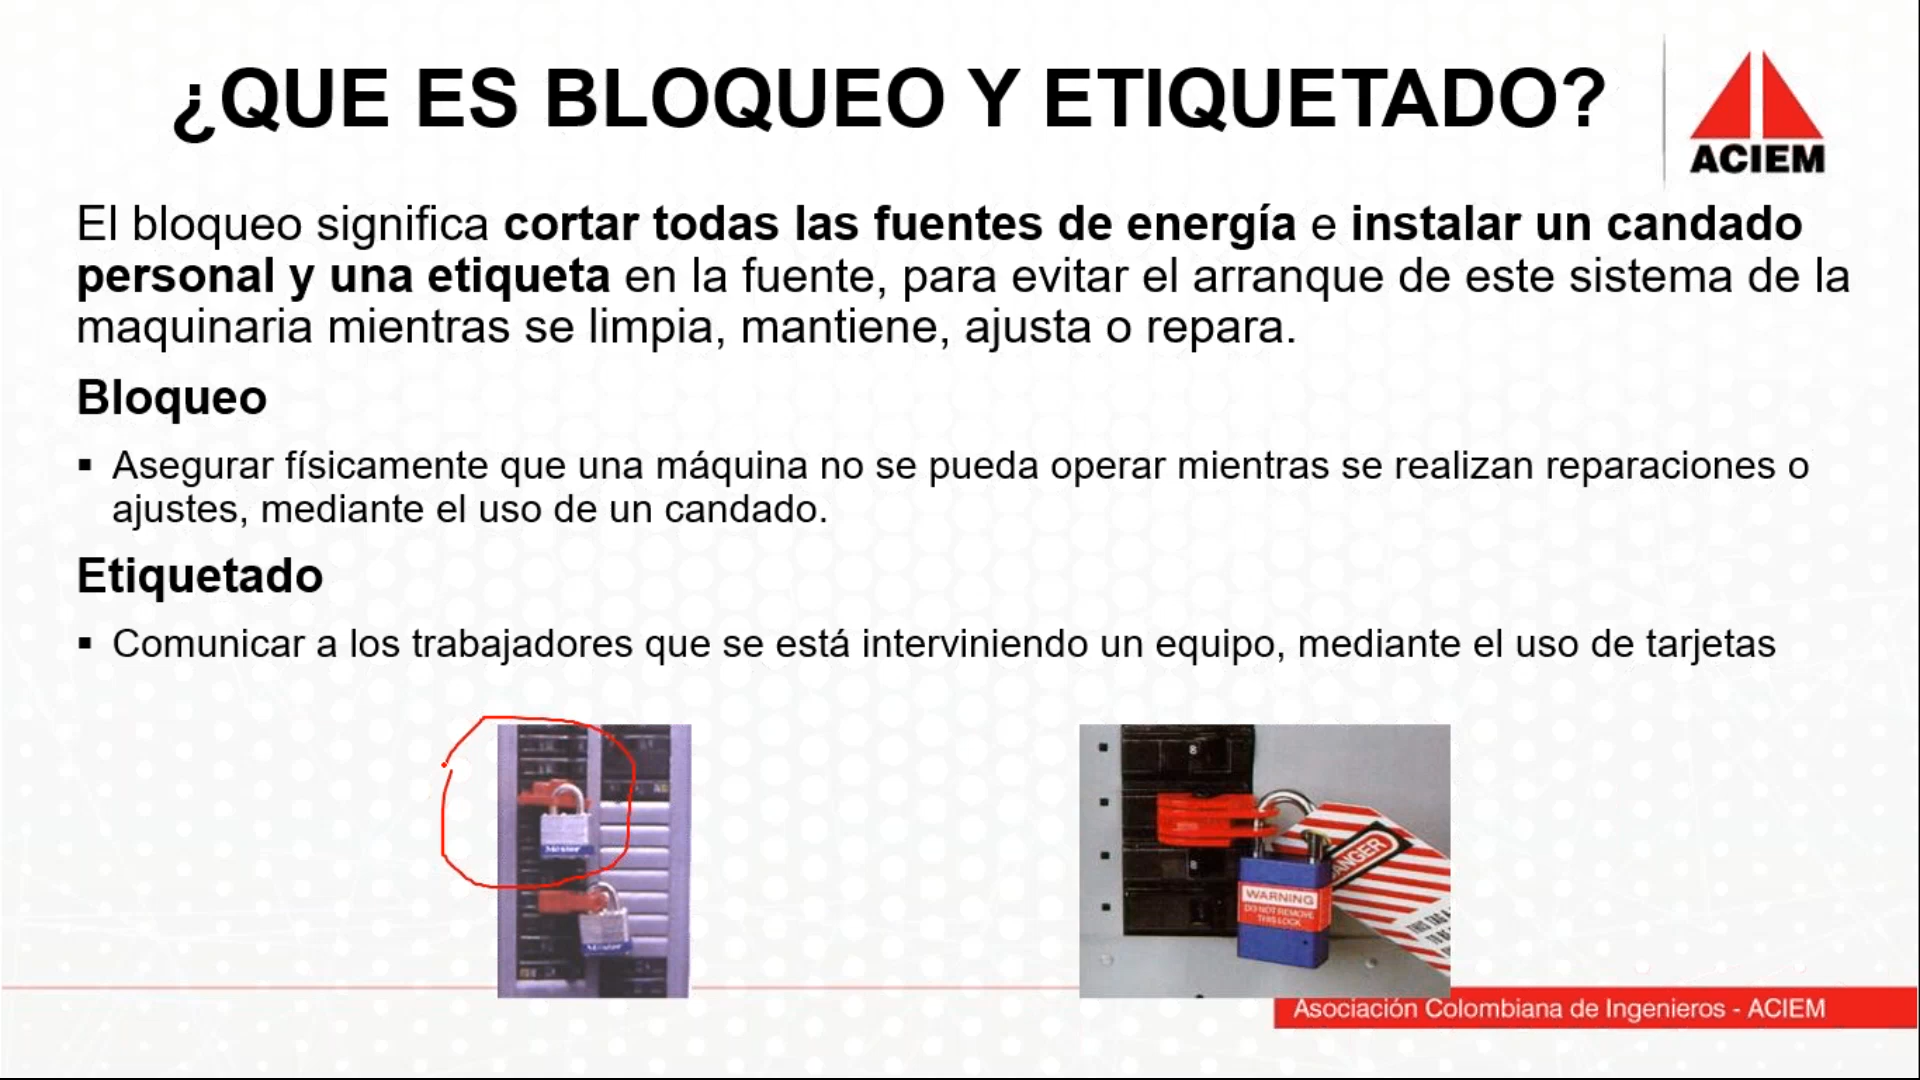 ¿QUE ES BLOQUEO Y ETIQUETADO?
ACIEM
El bloqueo significa cortar todas las fuentes de energía e instalar un candado
personal y una etiqueta en la fuente, para evitar el arranque de este sistema de la
maquinaria mientras se limpia, mantiene, ajusta o repara.
Bloqueo
▪ Asegurar físicamente que una máquina no se pueda operar mientras se realizan reparaciones o
ajustes, mediante el uso de un candado.
Etiquetado
▪ Comunicar a los trabajadores que se está interviniendo un equipo, mediante el uso de tarjetas
Master
Master
8
8
DANGER
WARNING
DO NOT REMOVE
THIS LOCK
Asociación Colombiana de Ingenieros - ACIEM